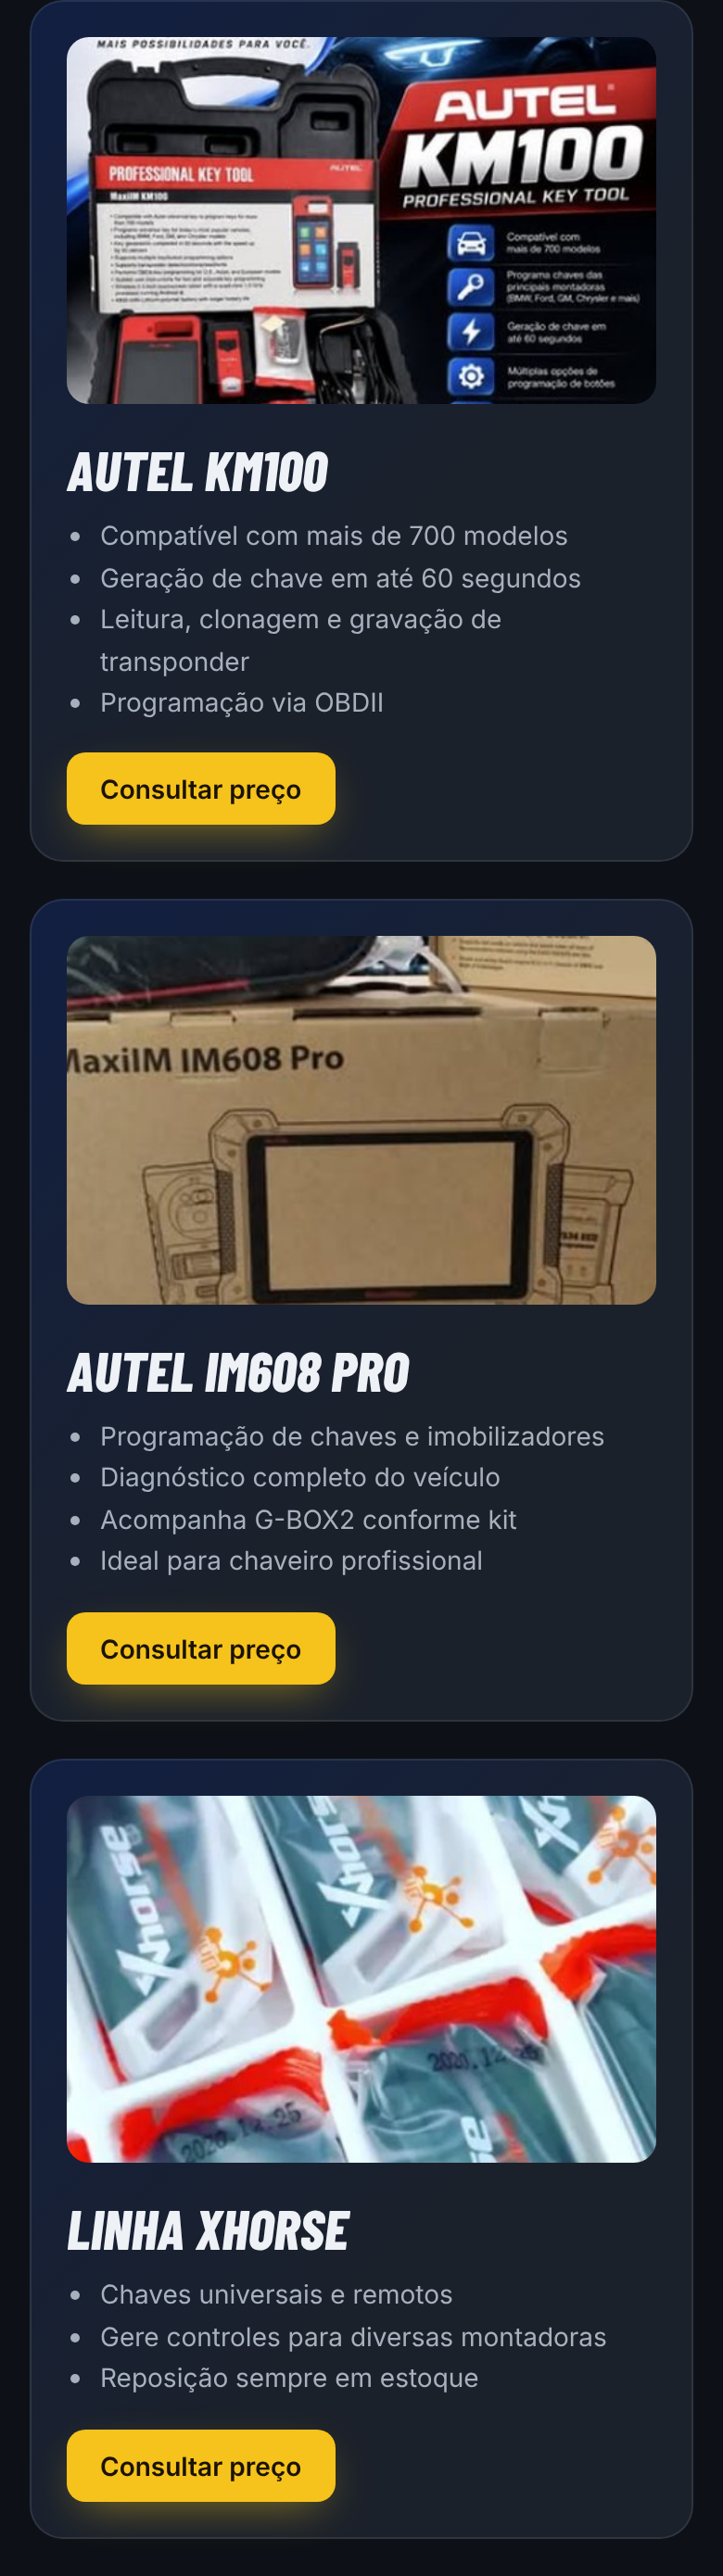 MAIS POSSIBILIDADES PARA VOCÊ.
PROFESSIONAL KEY TOOL
AUTEL
MaxiIM KM100
AUTEL
KM100
PROFESSIONAL KEY TOOL
Compatível com
mais de 700 modelos
Programa chaves das
principais montadoras
(BMW, Ford, GM, Chrysler e mais)
Geração de chave em
até 60 segundos
Múltiplas opções de
programação de botões
AUTEL KM100
• Compatível com mais de 700 modelos
• Geração de chave em até 60 segundos
• Leitura, clonagem e gravação de
transponder
• Programação via OBDII
Consultar preço
MaxiIM IM608 Pro
AUTEL IM608 PRO
• Programação de chaves e imobilizadores
• Diagnóstico completo do veículo
• Acompanha G-BOX2 conforme kit
• Ideal para chaveiro profissional
Consultar preço
Xhorse
Xhorse
Xhorse
2020.12.25
LINHA XHORSE
• Chaves universais e remotos
• Gere controles para diversas montadoras
• Reposição sempre em estoque
Consultar preço